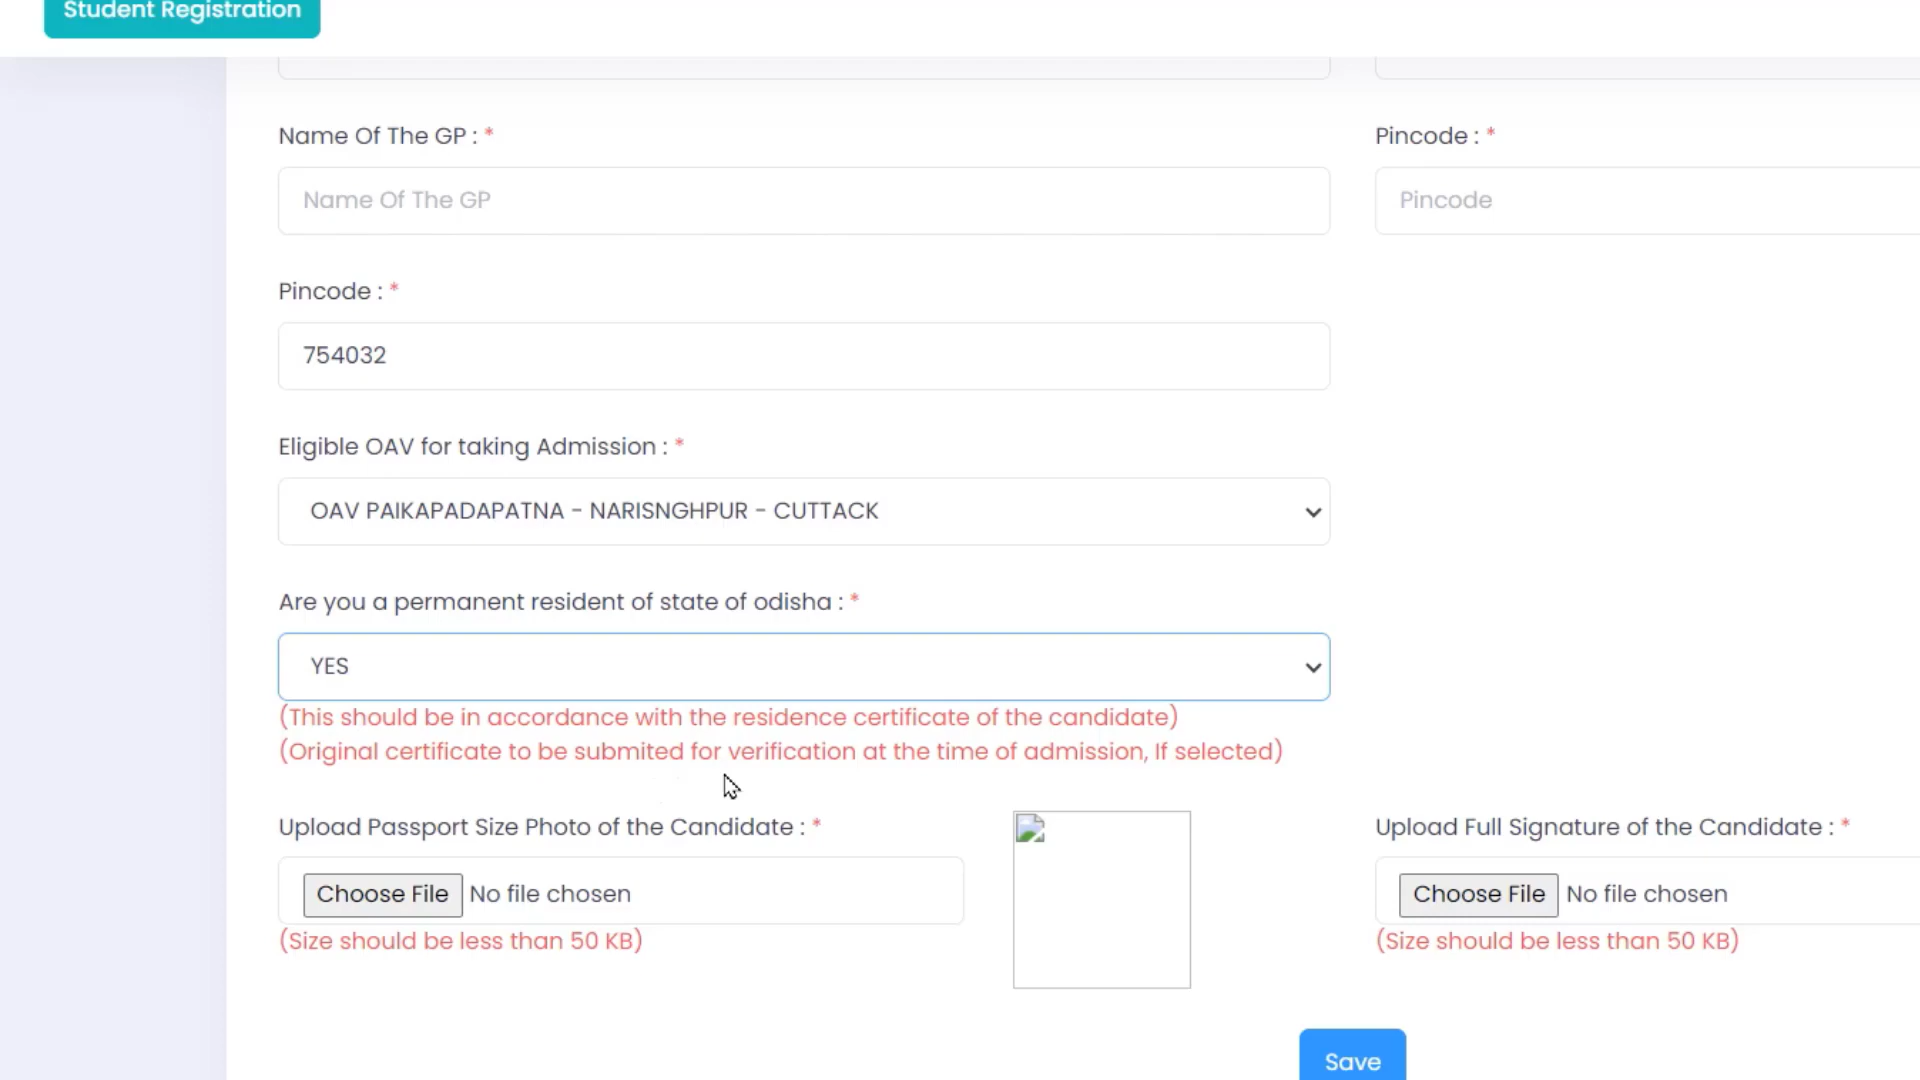 Student Registration
Name Of The GP : *
Pincode : *
Name Of The GP
Pincode
Pincode : *
754032
Eligible OAV for taking Admission : *
OAV PAIKAPADAPATNA - NARISNGHPUR - CUTTACK
Are you a permanent resident of state of odisha : *
YES
(This should be in accordance with the residence certificate of the candidate)
(Original certificate to be submited for verification at the time of admission, If selected)
Upload Passport Size Photo of the Candidate : *
Upload Full Signature of the Candidate : *
Choose File No file chosen
Choose File No file chosen
(Size should be less than 50 KB)
(Size should be less than 50 KB)
Save